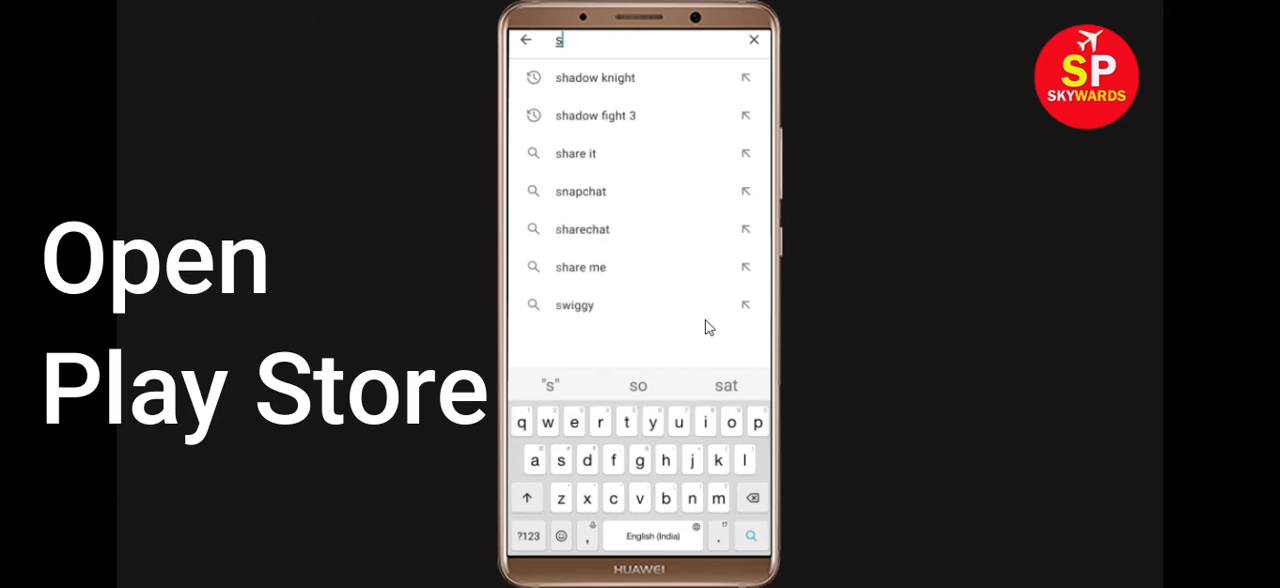 s
shadow knight
shadow fight 3
share it
snapchat
sharechat
share me
swiggy
"s" so sat
q w e r t y u i o p
a s d f g h j k l
z x c v b n m
?123 , English (India) .
HUAWEI
Open
Play Store
SP
SKYWARDS